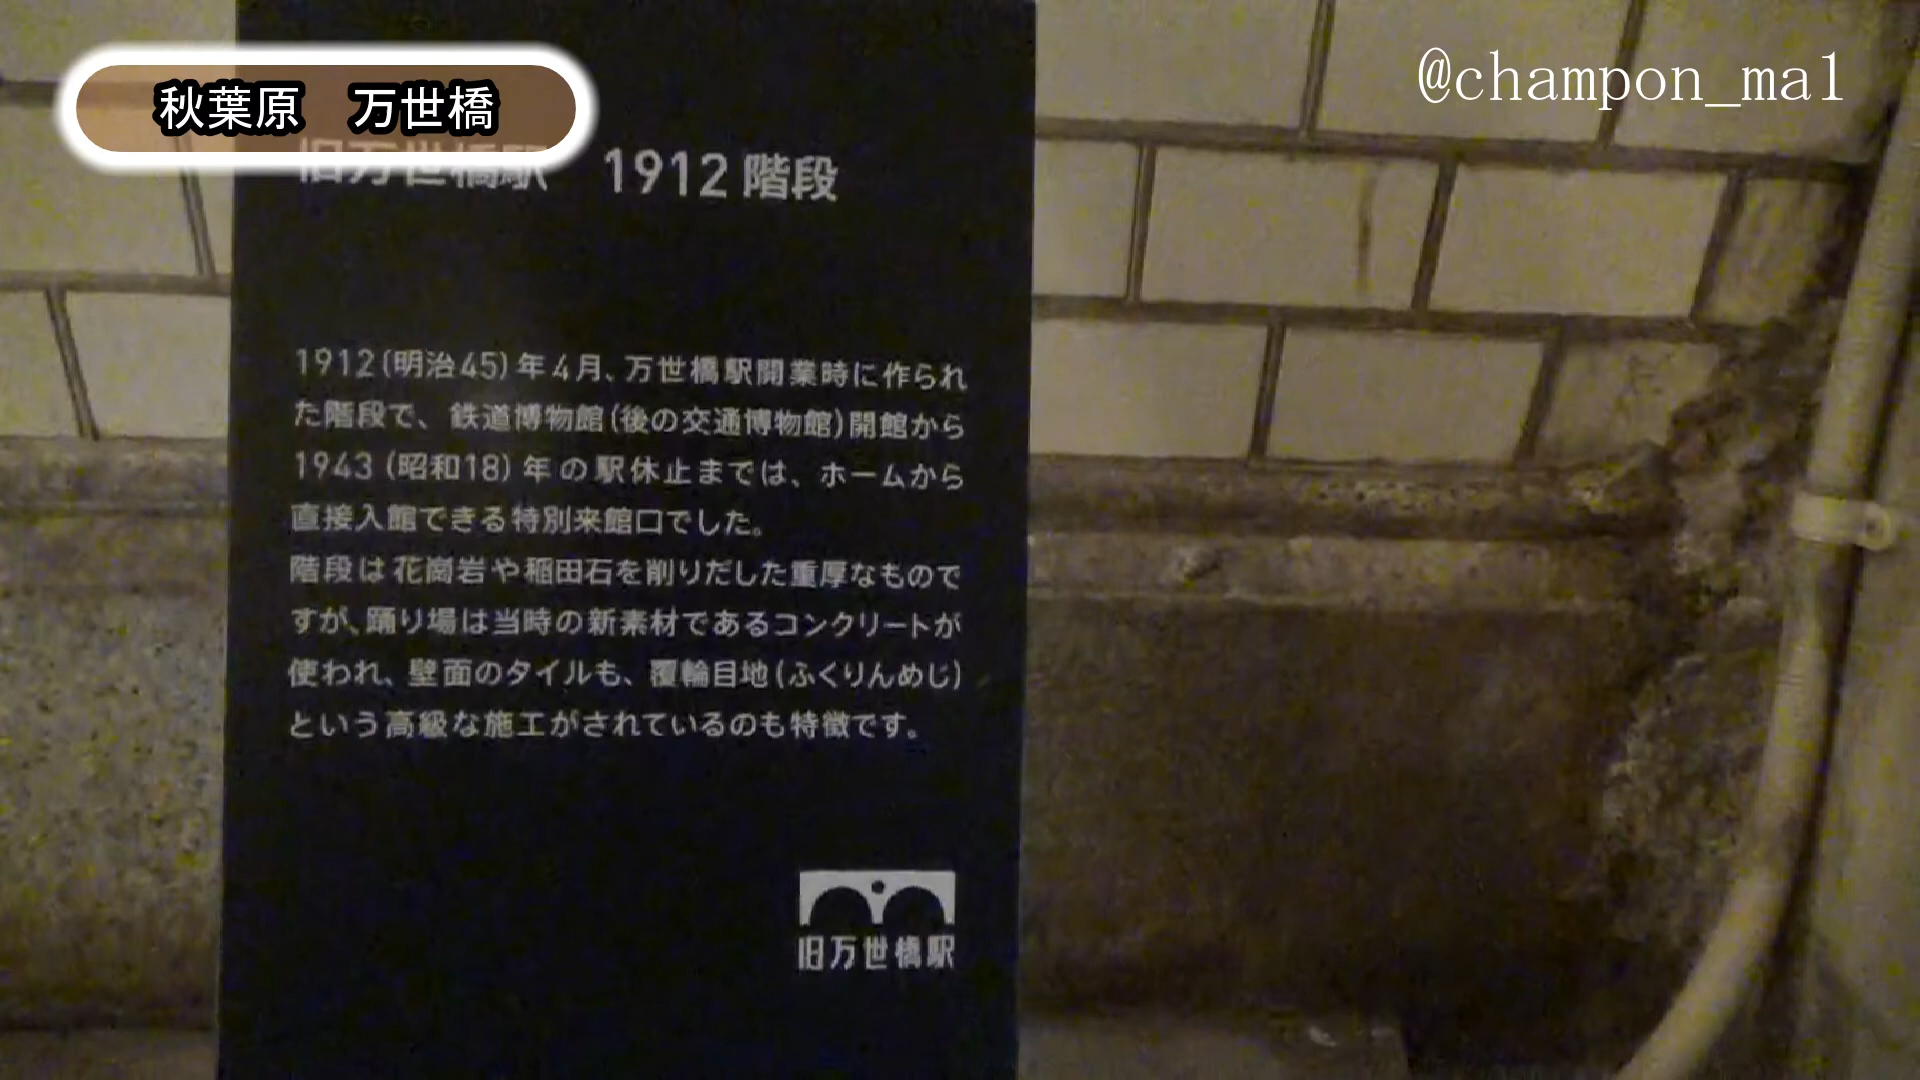 秋葉原　万世橋
@champon_ma1
旧万世橋駅　1912 階段
1912(明治45)年4月、万世橋駅開業時に作られ
た階段で、鉄道博物館(後の交通博物館)開館から
1943(昭和18)年の駅休止までは、ホームから
直接入館できる特別来館口でした。
階段は花崗岩や稲田石を削りだした重厚なもので
すが、踊り場は当時の新素材であるコンクリートが
使われ、壁面のタイルも、覆輪目地(ふくりんめじ)
という高級な施工がされているのも特徴です。
旧万世橋駅